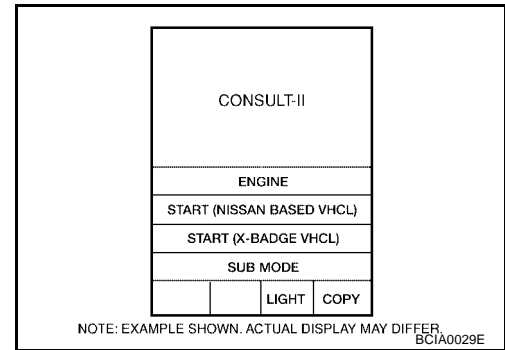 CONSULT-II
ENGINE
START (NISSAN BASED VHCL)
START (X-BADGE VHCL)
SUB MODE
LIGHT COPY
NOTE: EXAMPLE SHOWN. ACTUAL DISPLAY MAY DIFFER.
BCIA0029E